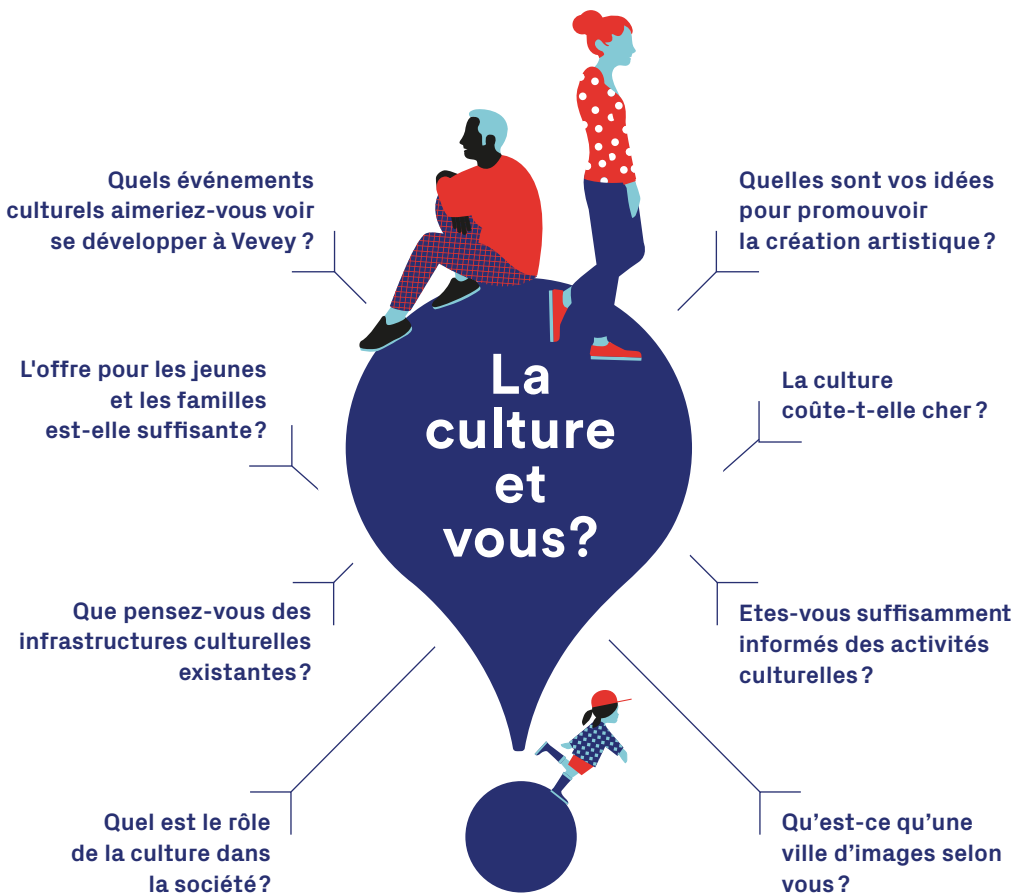 Quels événements
culturels aimeriez-vous voir
se développer à Vevey ?
Quelles sont vos idées
pour promouvoir
la création artistique ?
L'offre pour les jeunes
et les familles
est-elle suffisante ?
La
culture
et
vous?
La culture
coûte-t-elle cher ?
Que pensez-vous des
infrastructures culturelles
existantes ?
Etes-vous suffisamment
informés des activités
culturelles ?
Quel est le rôle
de la culture dans
la société ?
Qu’est-ce qu’une
ville d’images selon
vous ?